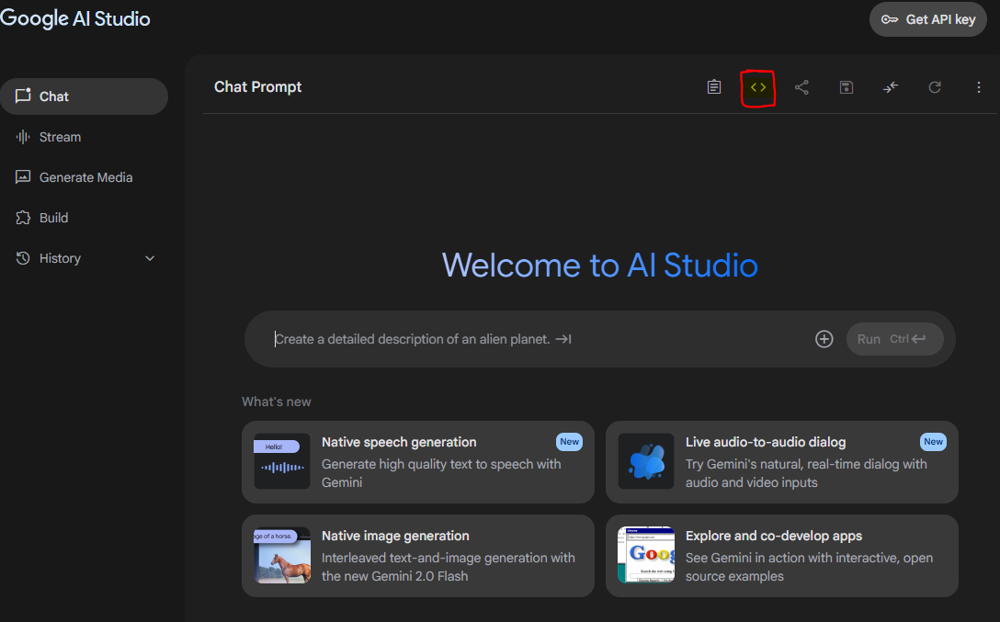 Google AI Studio
Get API key
Chat
Stream
Generate Media
Build
History
Chat Prompt
Welcome to AI Studio
Create a detailed description of an alien planet.
Run Ctrl
What's new
Hello!
Native speech generation
New
Generate high quality text to speech with
Gemini
Live audio-to-audio dialog
New
Try Gemini's natural, real-time dialog with
audio and video inputs
age of a horse.
Native image generation
Interleaved text-and-image generation with
the new Gemini 2.0 Flash
Goog
Explore and co-develop apps
See Gemini in action with interactive, open
source examples